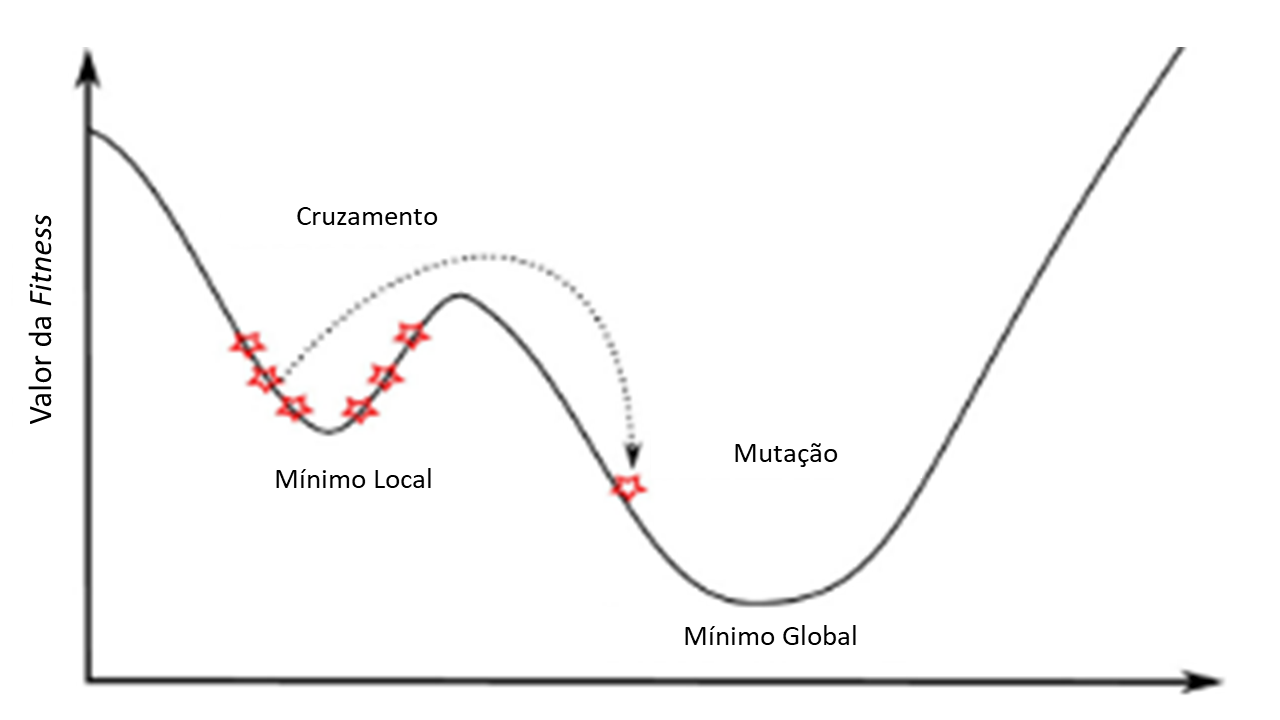 Cruzamento
Valor da Fitness
Mutação
Mínimo Local
Mínimo Global